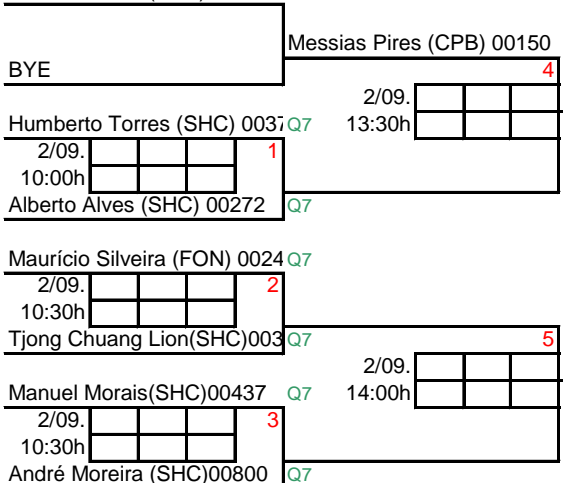 Messias Pires (CPB) 00150
BYE 4
2/09.
Humberto Torres (SHC) 0037 Q7 13:30h
2/09. 1
10:00h
Alberto Alves (SHC) 00272 Q7
Maurício Silveira (FON) 0024 Q7
2/09. 2
10:30h
Tjong Chuang Lion(SHC)003 Q7 5
2/09.
Manuel Morais(SHC)00437 Q7 14:00h
2/09. 3
10:30h
André Moreira (SHC)00800 Q7